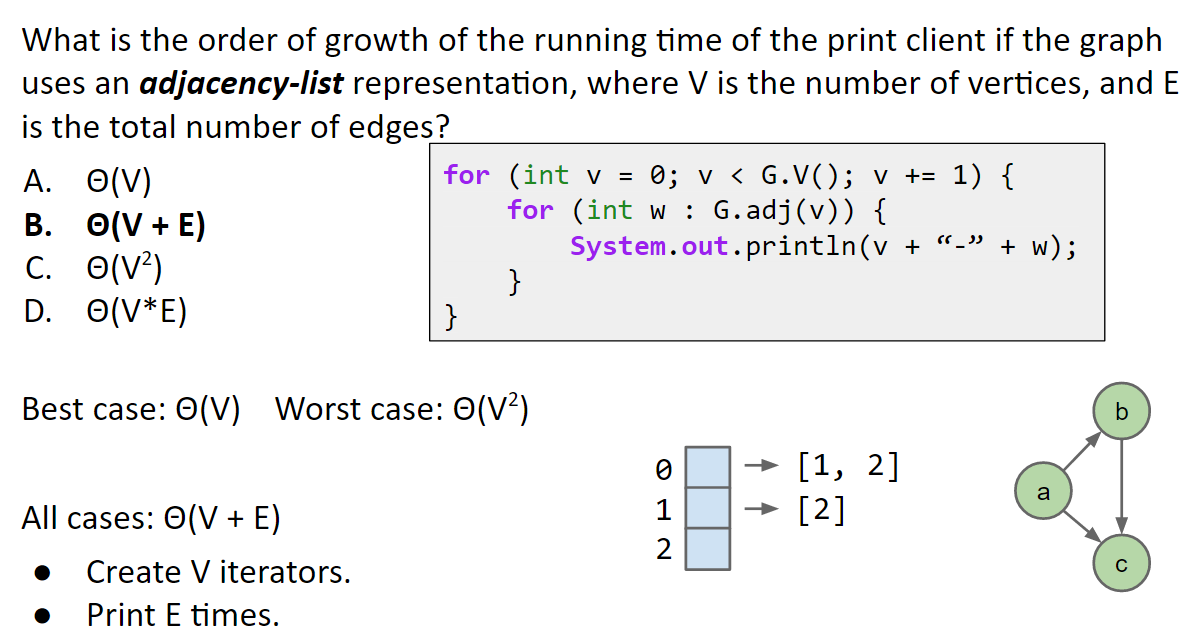 What is the order of growth of the running time of the print client if the graph
uses an adjacency-list representation, where V is the number of vertices, and E
is the total number of edges?
A. Θ(V)
B. Θ(V + E)
C. Θ(V²)
D. Θ(V*E)
for (int v = 0; v < G.V(); v += 1) {
    for (int w : G.adj(v)) {
        System.out.println(v + “-” + w);
    }
}
Best case: Θ(V) Worst case: Θ(V²)
All cases: Θ(V + E)
● Create V iterators.
● Print E times.
0 [1, 2]
1 [2]
2
b
a
c